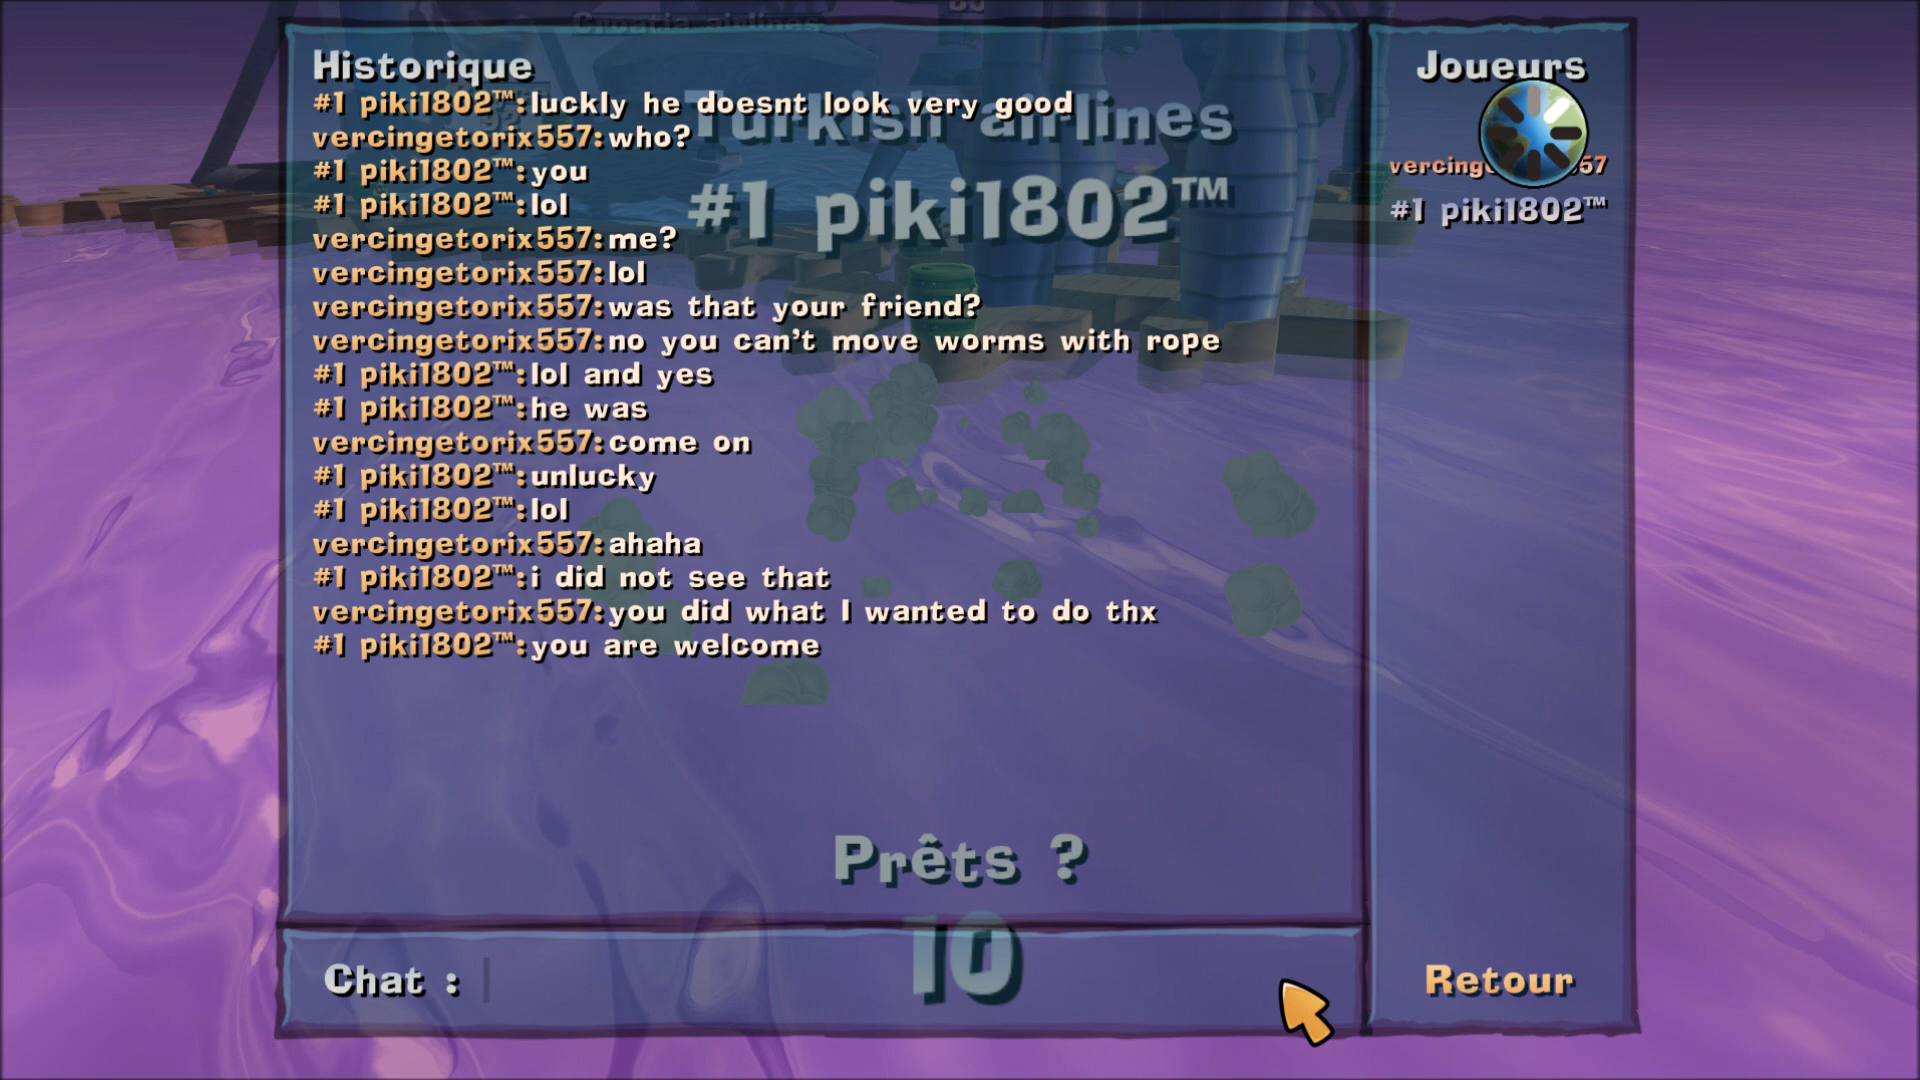 Croatia airlines
Historique
#1 piki1802™:luckly he doesnt look very good
vercingetorix557:who?
#1 piki1802™:you
#1 piki1802™:lol
vercingetorix557:me?
vercingetorix557:lol
vercingetorix557:was that your friend?
vercingetorix557:no you can't move worms with rope
#1 piki1802™:lol and yes
#1 piki1802™:he was
vercingetorix557:come on
#1 piki1802™:unlucky
#1 piki1802™:lol
vercingetorix557:ahaha
#1 piki1802™:i did not see that
vercingetorix557:you did what I wanted to do thx
#1 piki1802™:you are welcome
Turkish airlines
#1 piki1802™
Prêts ?
10
Chat :
Joueurs
#1 piki1802™
Retour